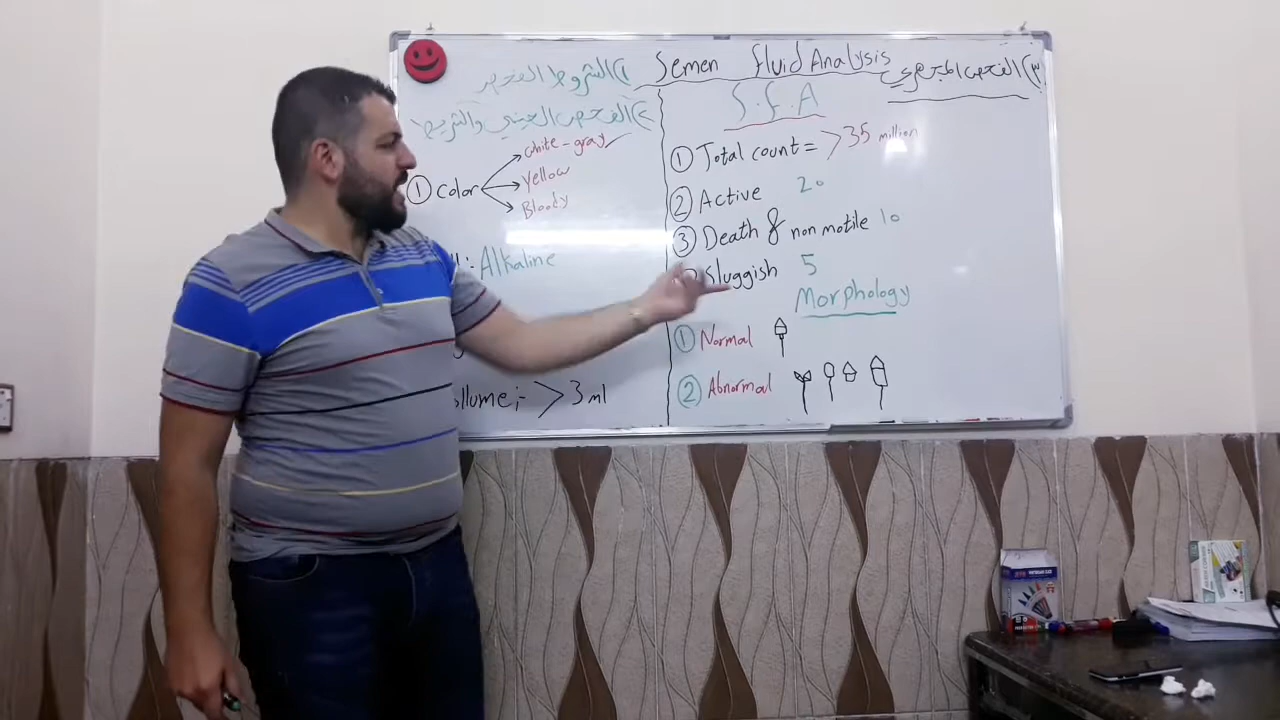 Semen fluid Analysis
١) الشروط الفحص
٢) الفحص العيني والشريط
① Color
white - gray ✓
Yellow
Bloody
: Alkaline
ollume ;- > 3 ml
٣) الفحص المجهري
S.F.A
① Total count = > 35 million
② Active 20
③ Death & non motile 10
Sluggish 5
Morphology
① Normal
② Abnormal